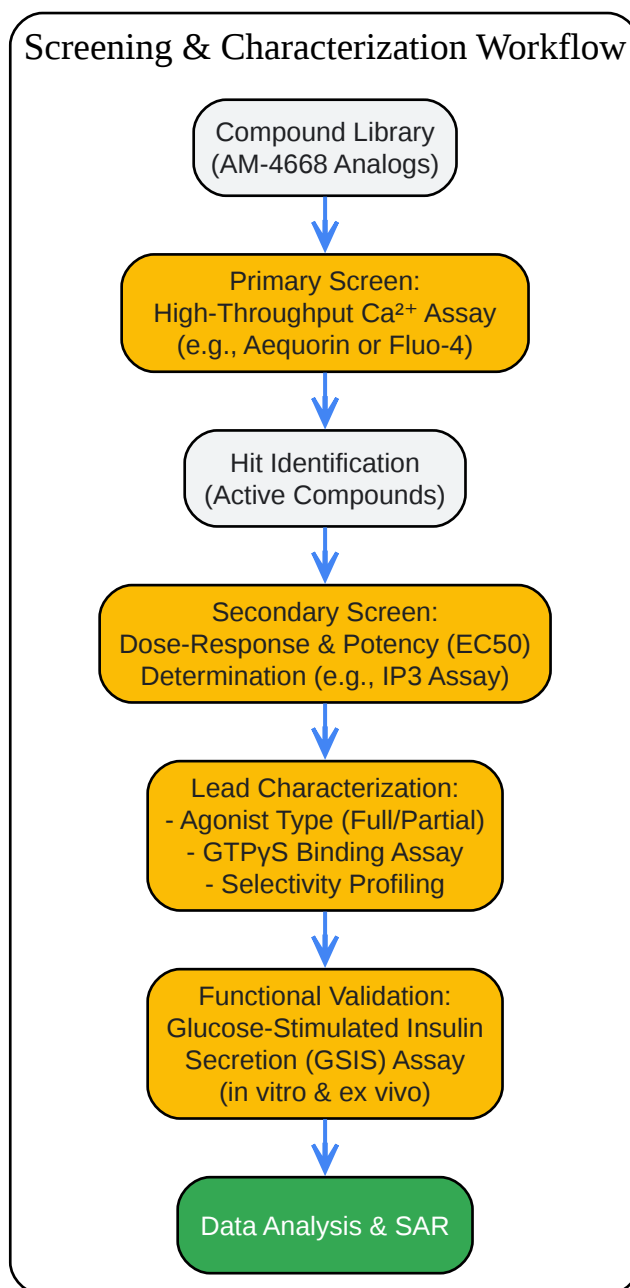 Screening & Characterization Workflow
Compound Library
(AM-4668 Analogs)
Primary Screen:
High-Throughput Ca²⁺ Assay
(e.g., Aequorin or Fluo-4)
Hit Identification
(Active Compounds)
Secondary Screen:
Dose-Response & Potency (EC50)
Determination (e.g., IP3 Assay)
Lead Characterization:
- Agonist Type (Full/Partial)
- GTPγS Binding Assay
- Selectivity Profiling
Functional Validation:
Glucose-Stimulated Insulin
Secretion (GSIS) Assay
(in vitro & ex vivo)
Data Analysis & SAR